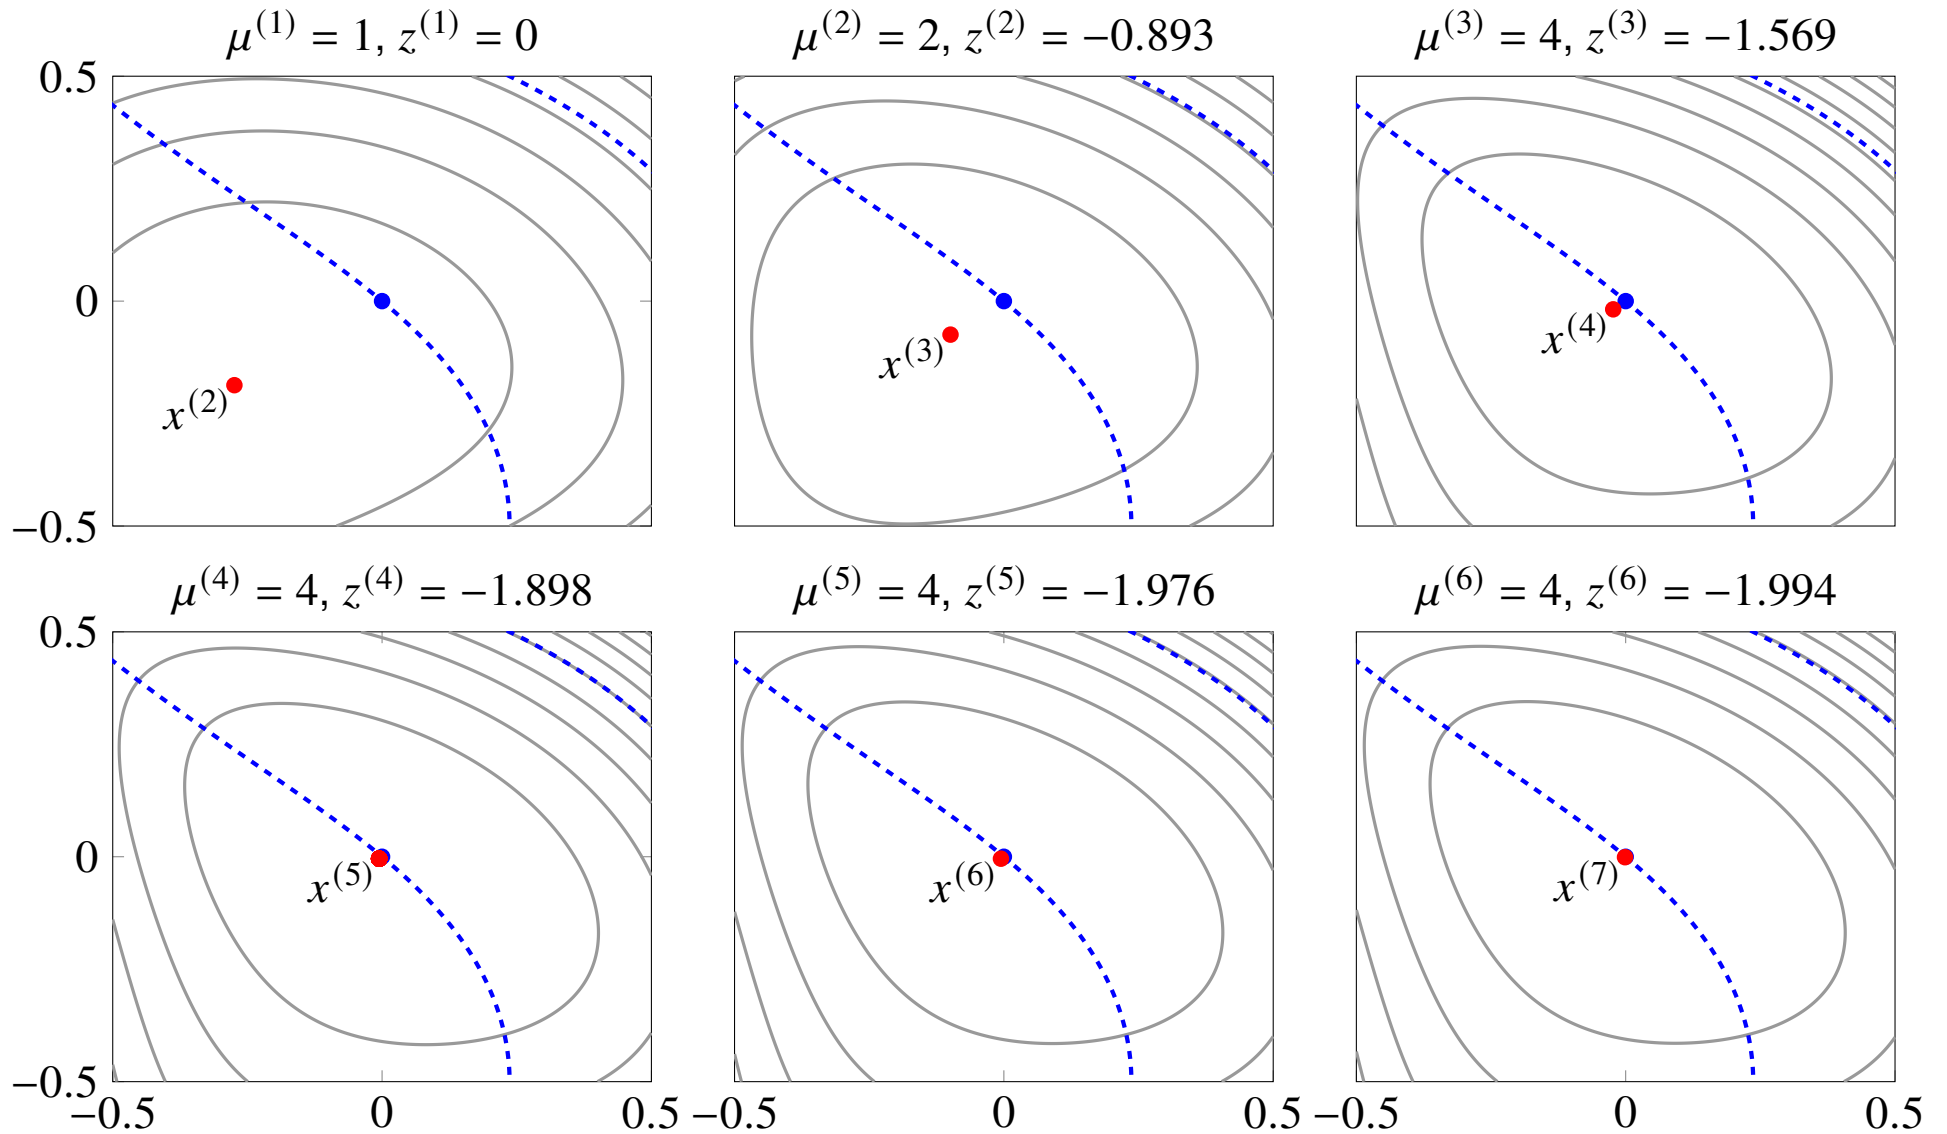 μ(1) = 1, z(1) = 0
μ(2) = 2, z(2) = −0.893
μ(3) = 4, z(3) = −1.569
0.5
0
−0.5
x(2)
x(3)
x(4)
μ(4) = 4, z(4) = −1.898
μ(5) = 4, z(5) = −1.976
μ(6) = 4, z(6) = −1.994
0.5
0
−0.5
x(5)
x(6)
x(7)
−0.5 0 0.5
−0.5 0 0.5
−0.5 0 0.5